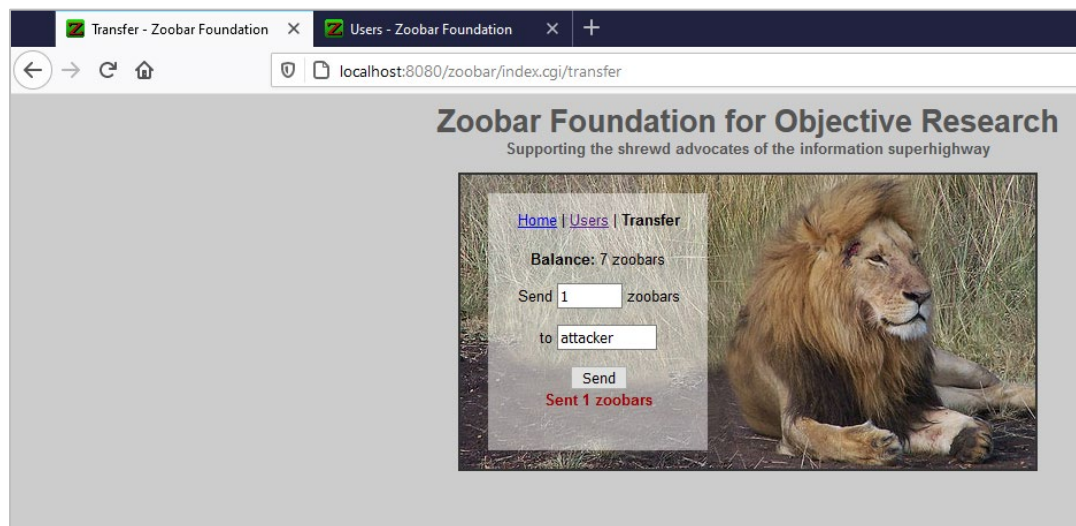 Transfer - Zoobar Foundation
Users - Zoobar Foundation
localhost:8080/zoobar/index.cgi/transfer
Zoobar Foundation for Objective Research
Supporting the shrewd advocates of the information superhighway
Home | Users | Transfer
Balance: 7 zoobars
Send 1 zoobars
to attacker
Send
Sent 1 zoobars